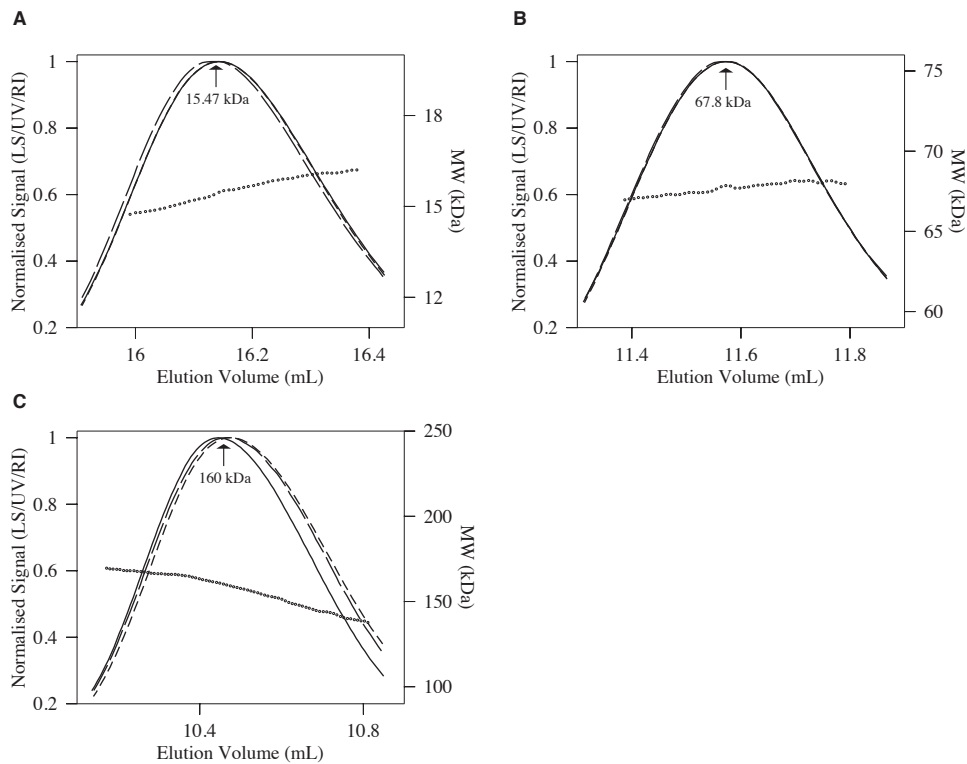 A
Normalised Signal (LS/UV/RI)
1
0.8
0.6
0.4
0.2
15.47 kDa
18
15
12
MW (kDa)
16
16.2
16.4
Elution Volume (mL)
B
Normalised Signal (LS/UV/RI)
1
0.8
0.6
0.4
0.2
67.8 kDa
75
70
65
60
MW (kDa)
11.4
11.6
11.8
Elution Volume (mL)
C
Normalised Signal (LS/UV/RI)
1
0.8
0.6
0.4
0.2
160 kDa
250
200
150
100
MW (kDa)
10.4
10.8
Elution Volume (mL)